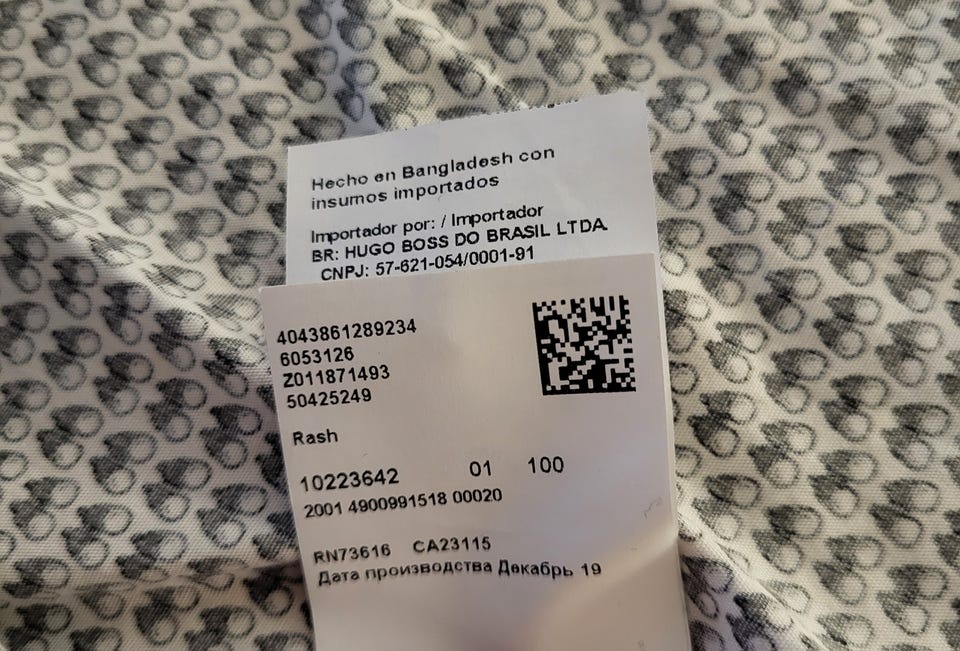 Hecho en Bangladesh con
insumos importados
Importador por: / Importador
BR: HUGO BOSS DO BRASIL LTDA.
CNPJ: 57-621-054/0001-91
4043861289234
6053126
Z011871493
50425249
Rash
10223642 01 100
2001 4900991518 00020
RN73616 CA23115
Дата производства Декабрь 19